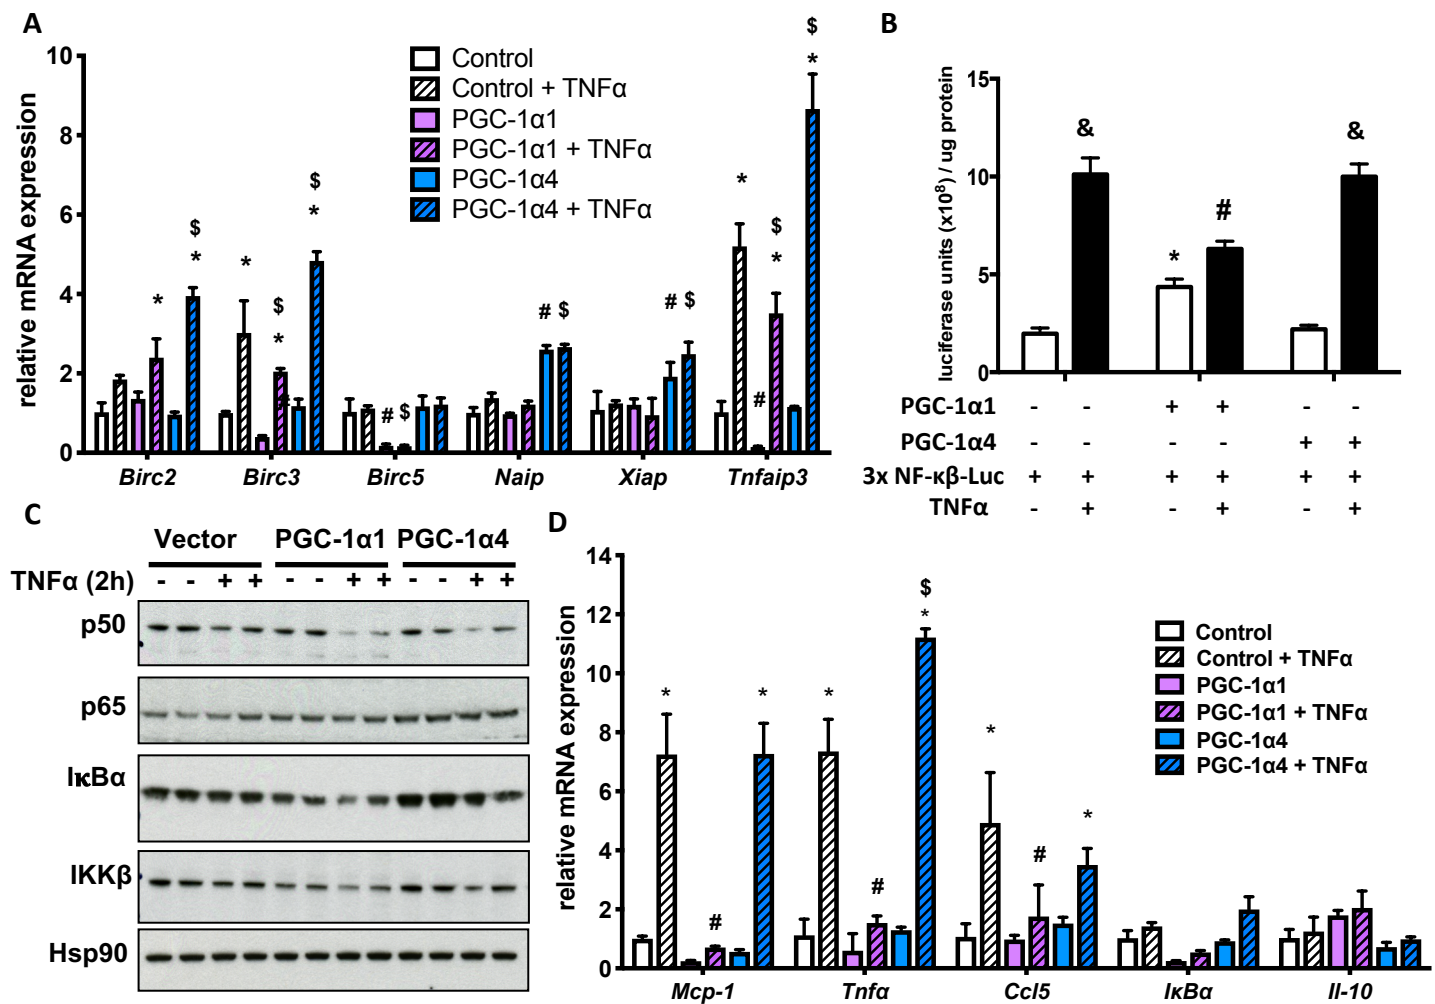 A
10
8
6
4
2
0
relative mRNA expression
Control
Control + TNFα
PGC-1α1
PGC-1α1 + TNFα
PGC-1α4
PGC-1α4 + TNFα
*
$
*
*
$
*
#
$
*
# $
# $
# $
*
#
$
*
$
*
Birc2 Birc3 Birc5 Naip Xiap Tnfaip3
B
15
10
5
0
luciferase units (x10⁸) / ug protein
& * # &
PGC-1α1 - - + + - -
PGC-1α4 - - - - + +
3x NF-κβ-Luc + + + + + +
TNFα - + - + - +
C
Vector PGC-1α1 PGC-1α4
TNFα (2h) - - + + - - + + - - + +
p50
p65
IκBα
IKKβ
Hsp90
D
14
12
10
8
6
4
2
0
relative mRNA expression
Control
Control + TNFα
PGC-1α1
PGC-1α1 + TNFα
PGC-1α4
PGC-1α4 + TNFα
* # *
* #
$
*
* # *
Mcp-1 Tnfα Ccl5 IκBα Il-10